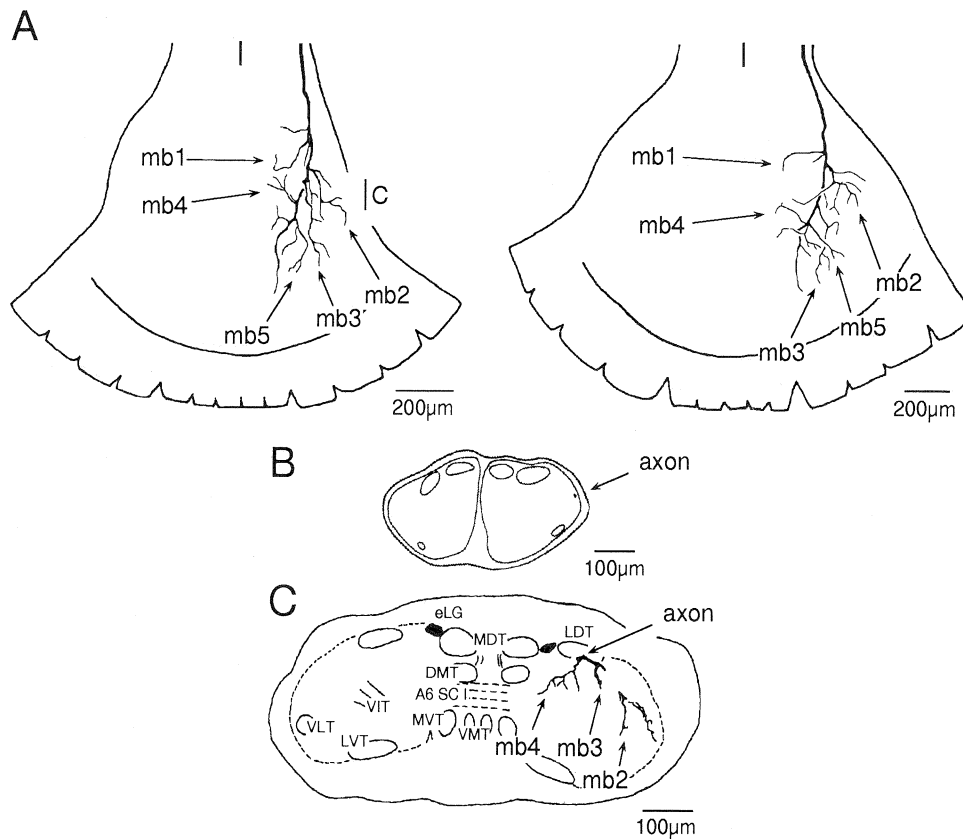 A
mb1
mb4
C
mb2
mb3
mb5
200μm
mb1
mb4
mb2
mb5
mb3
200μm
B
axon
100μm
C
eLG
MDT
LDT
axon
DMT
A6 SC I
VIT
VLT
LVT
MVT
VMT
mb4
mb3
mb2
100μm